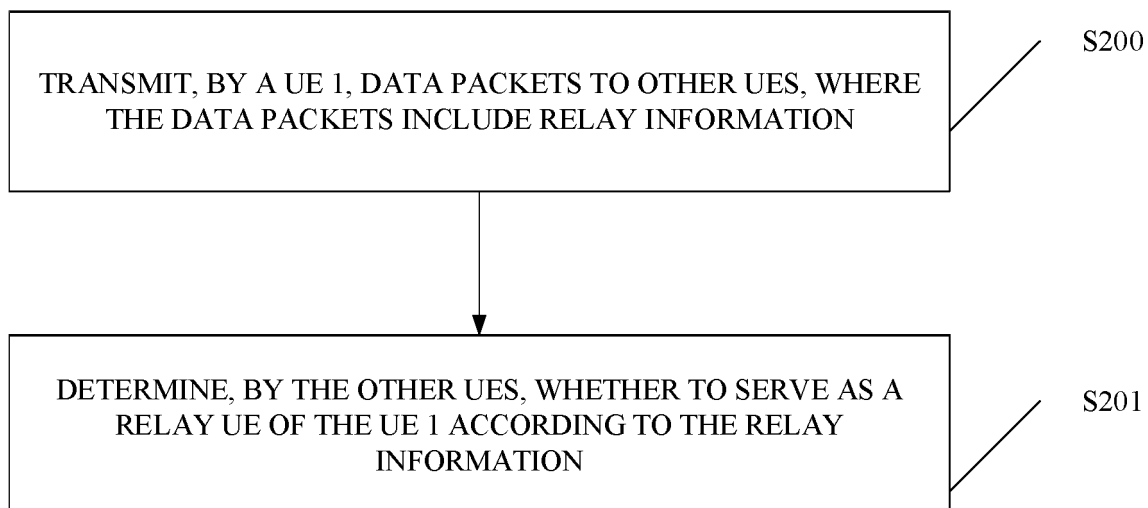 S200
TRANSMIT, BY A UE 1, DATA PACKETS TO OTHER UES, WHERE
THE DATA PACKETS INCLUDE RELAY INFORMATION
DETERMINE, BY THE OTHER UES, WHETHER TO SERVE AS A
RELAY UE OF THE UE 1 ACCORDING TO THE RELAY
INFORMATION
S201